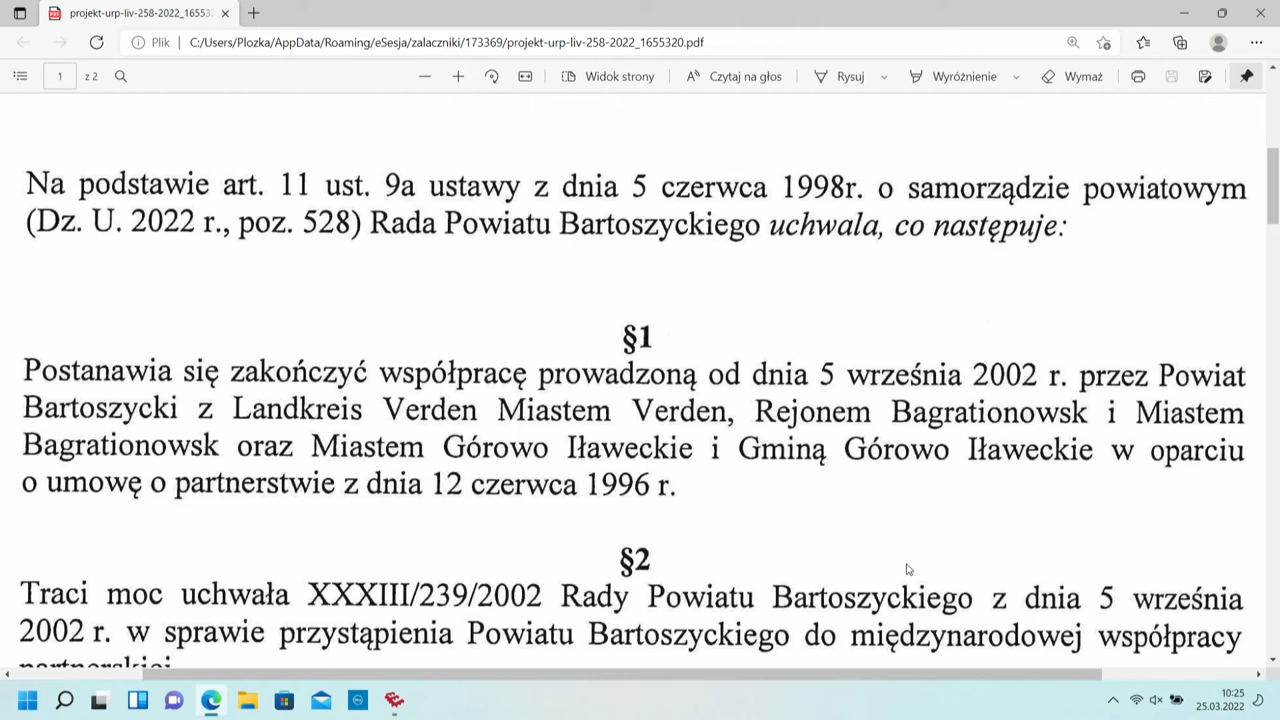 projekt-urp-liv-258-2022_16553
Plik | C:/Users/Plozka/AppData/Roaming/eSesja/zalaczniki/173369/projekt-urp-liv-258-2022_1655320.pdf
1 z 2 Widok strony Czytaj na głos Rysuj Wyróżnienie Wymaż
Na podstawie art. 11 ust. 9a ustawy z dnia 5 czerwca 1998r. o samorządzie powiatowym
(Dz. U. 2022 r., poz. 528) Rada Powiatu Bartoszyckiego uchwala, co następuje:
§1
Postanawia się zakończyć współpracę prowadzoną od dnia 5 września 2002 r. przez Powiat
Bartoszycki z Landkreis Verden Miastem Verden, Rejonem Bagrationowsk i Miastem
Bagrationowsk oraz Miastem Górowo Iławeckie i Gminą Górowo Iławeckie w oparciu
o umowę o partnerstwie z dnia 12 czerwca 1996 r.
§2
Traci moc uchwała XXXIII/239/2002 Rady Powiatu Bartoszyckiego z dnia 5 września
2002 r. w sprawie przystąpienia Powiatu Bartoszyckiego do międzynarodowej współpracy
partnerskiej
10:25
25.03.2022